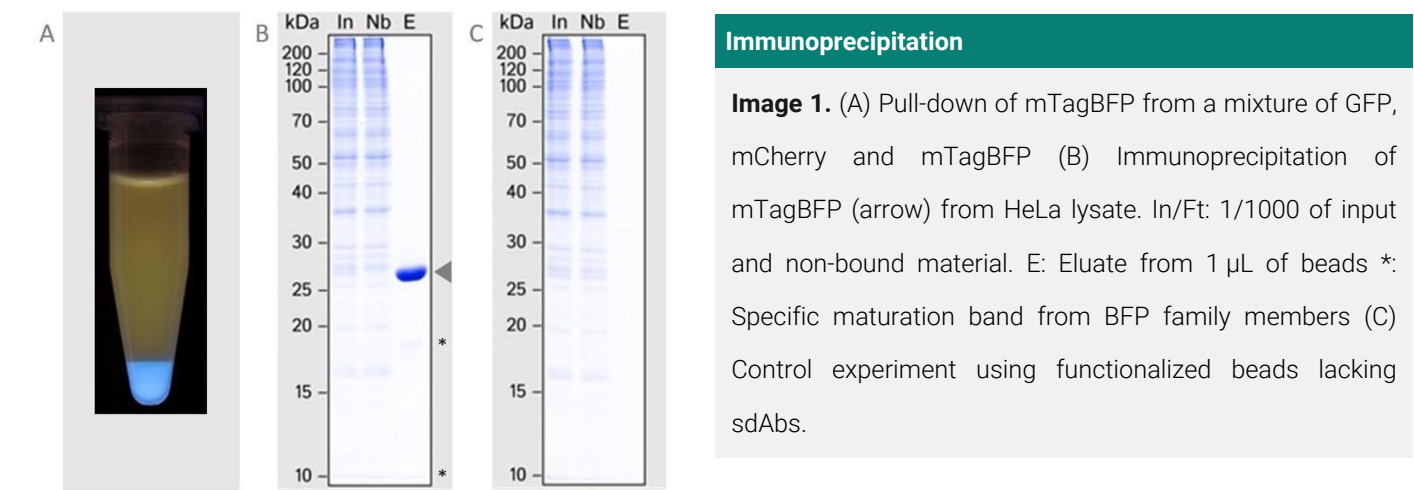 A
B
C
kDa In Nb E
200
120
100
70
50
40
30
25
20
*
15
10
*
kDa In Nb E
200
120
100
70
50
40
30
25
20
15
10
Immunoprecipitation
Image 1. (A) Pull-down of mTagBFP from a mixture of GFP,
mCherry and mTagBFP (B) Immunoprecipitation of
mTagBFP (arrow) from HeLa lysate. In/Ft: 1/1000 of input
and non-bound material. E: Eluate from 1 µL of beads *:
Specific maturation band from BFP family members (C)
Control experiment using functionalized beads lacking
sdAbs.